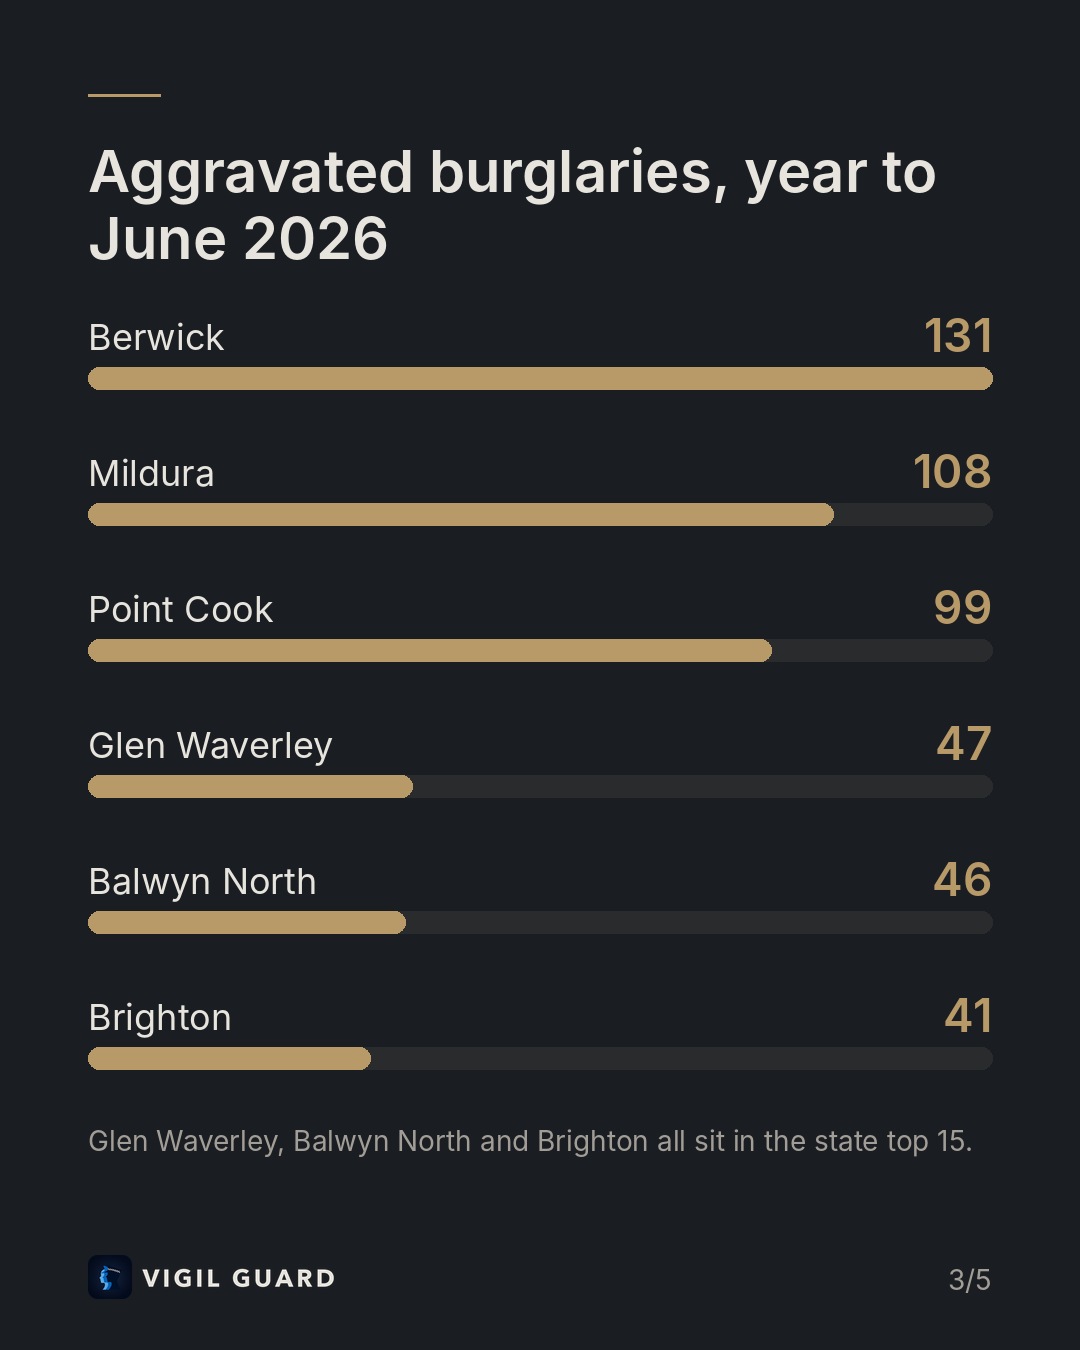 Aggravated burglaries, year to
June 2026
Berwick 131
Mildura 108
Point Cook 99
Glen Waverley 47
Balwyn North 46
Brighton 41
Glen Waverley, Balwyn North and Brighton all sit in the state top 15.
VIGIL GUARD 3/5